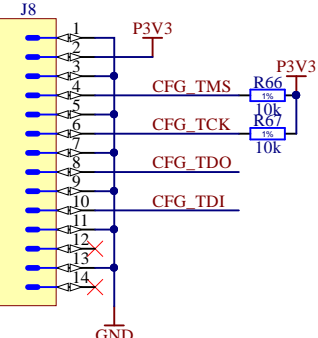 J8
1
P3V3
2
3
P3V3
4 CFG_TMS R66
1%
10k
5
6 CFG_TCK R67
1%
10k
7
8 CFG_TDO
9
10 CFG_TDI
11
12
13
14
GND